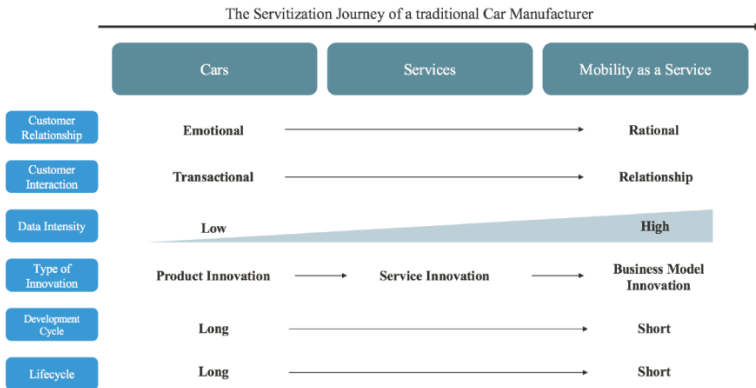 The Servitization Journey of a traditional Car Manufacturer
Cars
Services
Mobility as a Service
Customer
Relationship
Emotional
Rational
Customer
Interaction
Transactional
Relationship
Data Intensity
Low
High
Type of
Innovation
Product Innovation
Service Innovation
Business Model
Innovation
Development
Cycle
Long
Short
Lifecycle
Long
Short